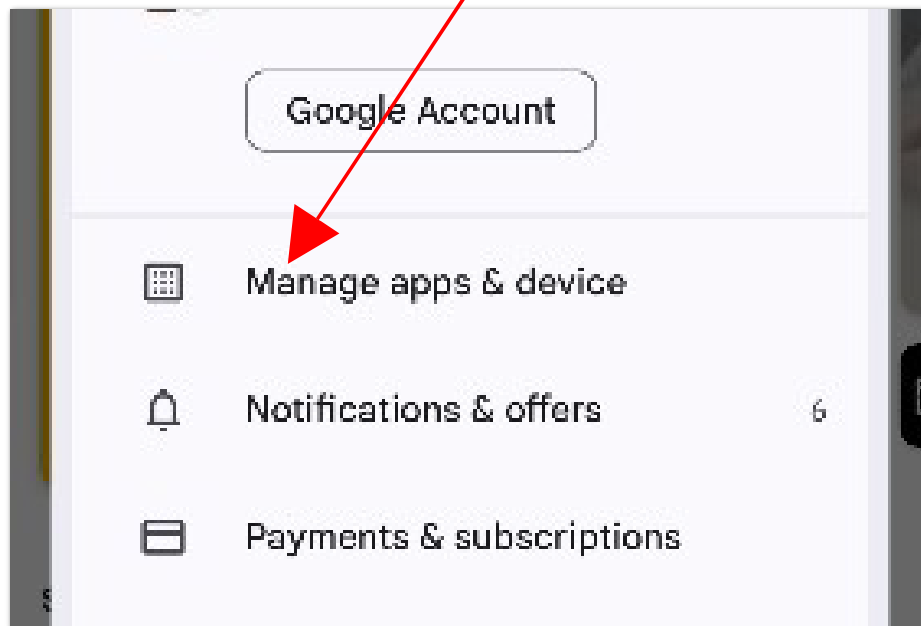 Google Account
Manage apps & device
Notifications & offers 6
Payments & subscriptions